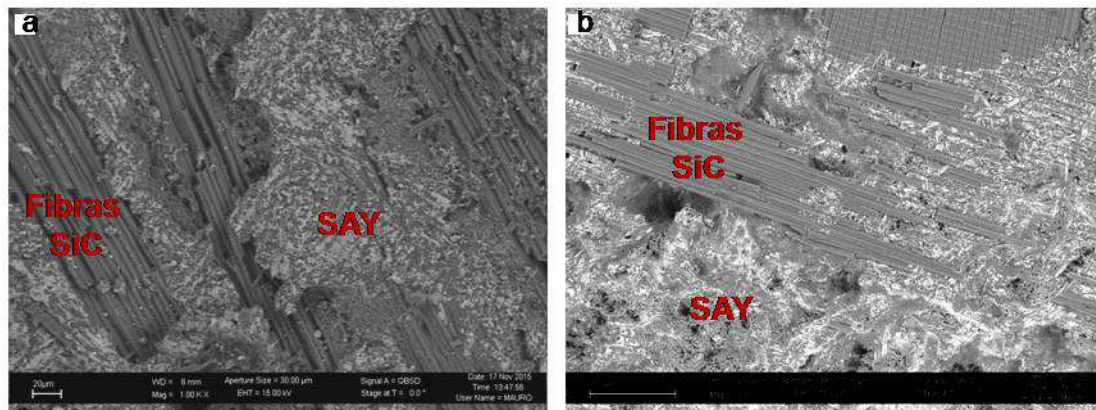 a
Fibras
SiC
SAY
20µm
WD = 8 mm
Mag = 1.00 K X
Aperture Size = 30.00 µm
EHT = 15.00 kV
Signal A = QBSD
Stage at T = 0.0°
Date: 17 Nov 2015
Time: 13:47:56
User Name = MAURO
b
Fibras
SiC
SAY